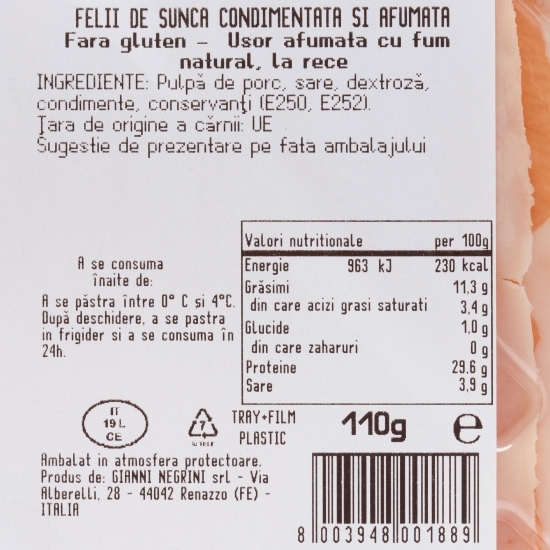 FELII DE SUNCA CONDIMENTATA SI AFUMATA
Fara gluten - Usor afumata cu fum
natural, la rece
INGREDIENTE: Pulpă de porc, sare, dextroză,
condimente, conservanţi (E250, E252).
Ţara de origine a cărnii: UE
Sugestie de prezentare pe fata ambalajului
A se consuma
înaite de:
A se păstra între 0° C si 4°C.
După deschidere, a se pastra
in frigider si a se consuma în
24h.
Valori nutritionale per 100g
Energie 963 kJ 230 kcal
Grăsimi 11,3 g
din care acizi grasi saturati 3,4 g
Glucide 1,0 g
din care zaharuri 0 g
Proteine 29,6 g
Sare 3,9 g
IT
19 L
CE
7
TRAY+FILM
PLASTIC
110g e
Ambalat in atmosfera protectoare.
Produs de: GIANNI NEGRINI srl - Via
Alberelli, 28 - 44042 Renazzo (FE) -
ITALIA
8 003948 001889